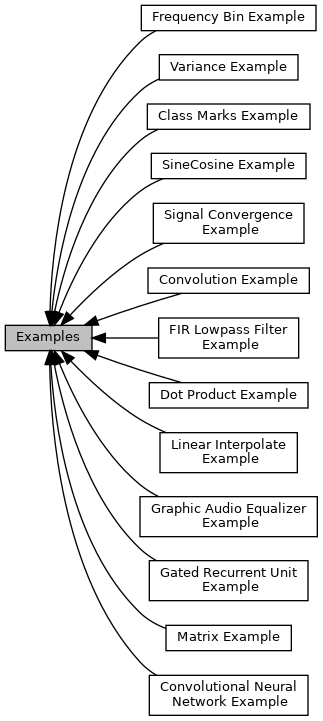 Frequency Bin Example
Variance Example
Class Marks Example
SineCosine Example
Signal Convergence
Example
Convolution Example
Examples
FIR Lowpass Filter
Example
Dot Product Example
Linear Interpolate
Example
Graphic Audio Equalizer
Example
Gated Recurrent Unit
Example
Matrix Example
Convolutional Neural
Network Example